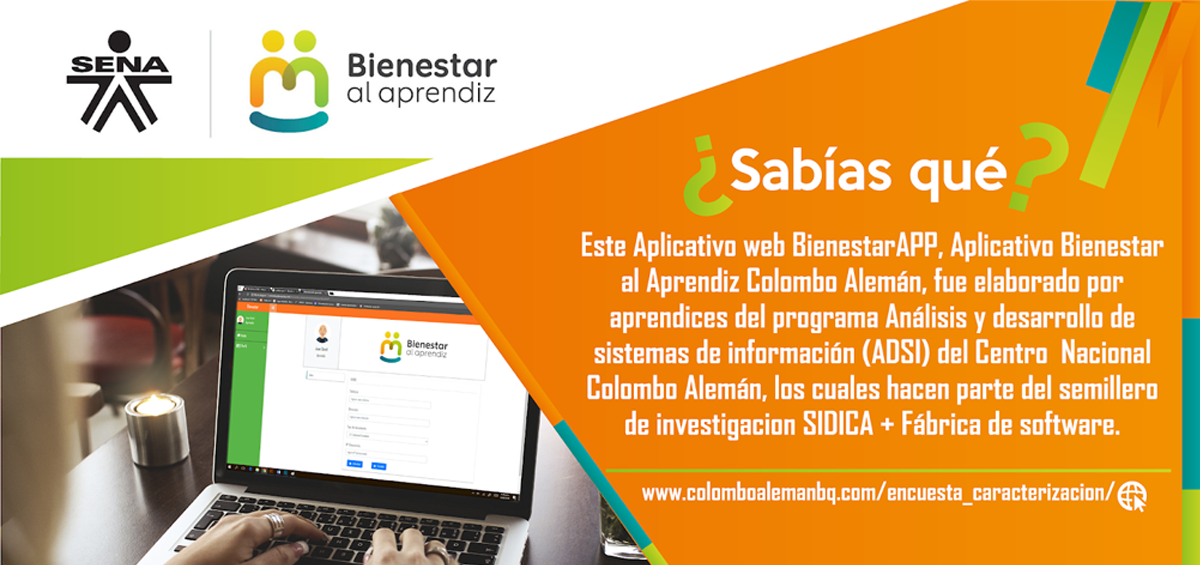 SENA
Bienestar
al aprendiz
¿Sabías qué?
Este Aplicativo web BienestarAPP, Aplicativo Bienestar
al Aprendiz Colombo Alemán, fue elaborado por
aprendices del programa Análisis y desarrollo de
sistemas de información (ADSI) del Centro Nacional
Colombo Alemán, los cuales hacen parte del semillero
de investigacion SIDICA + Fábrica de software.
www.colomboalemanbq.com/encuesta_caracterizacion/
Bienestar
al aprendiz